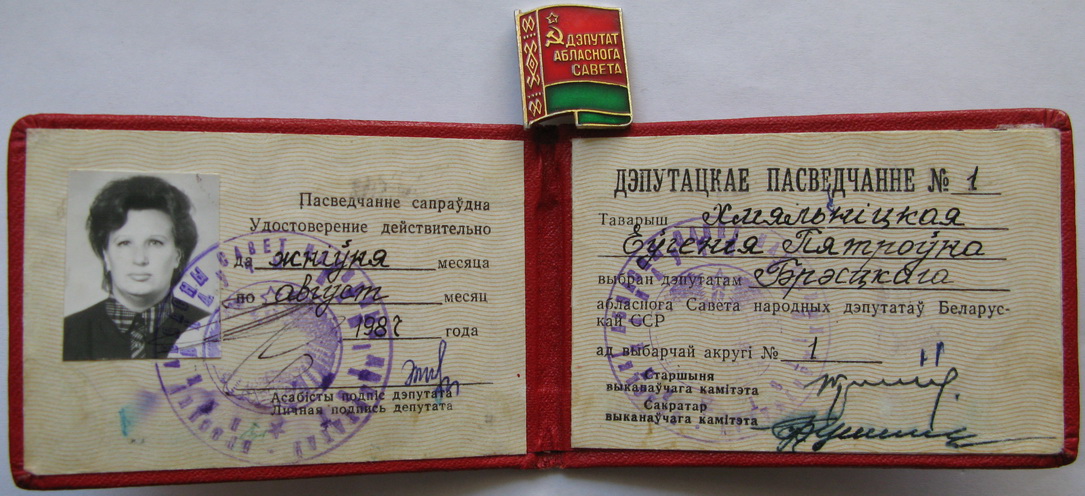 ДЭПУТАТ
АБЛАСНОГА
САВЕТА
Пасведчанне сапраўдна
Удостоверение действительно
да жніўня месяца
по август месяц
1987 года
Асабісты подпіс дэпутата
Личная подпись депутата
ДЭПУТАЦКАЕ ПАСВЕДЧАННЕ № 1
Таварыш Хмяльніцкая
Еўгенія Пятроўна
выбран дэпутатам Брэсцкага
абласнога Савета народных дэпутатаў Беларус-
кай ССР
ад выбарчай акругі № 1
Старшыня
выканаўчага камітэта
Сакратар
выканаўчага камітэта